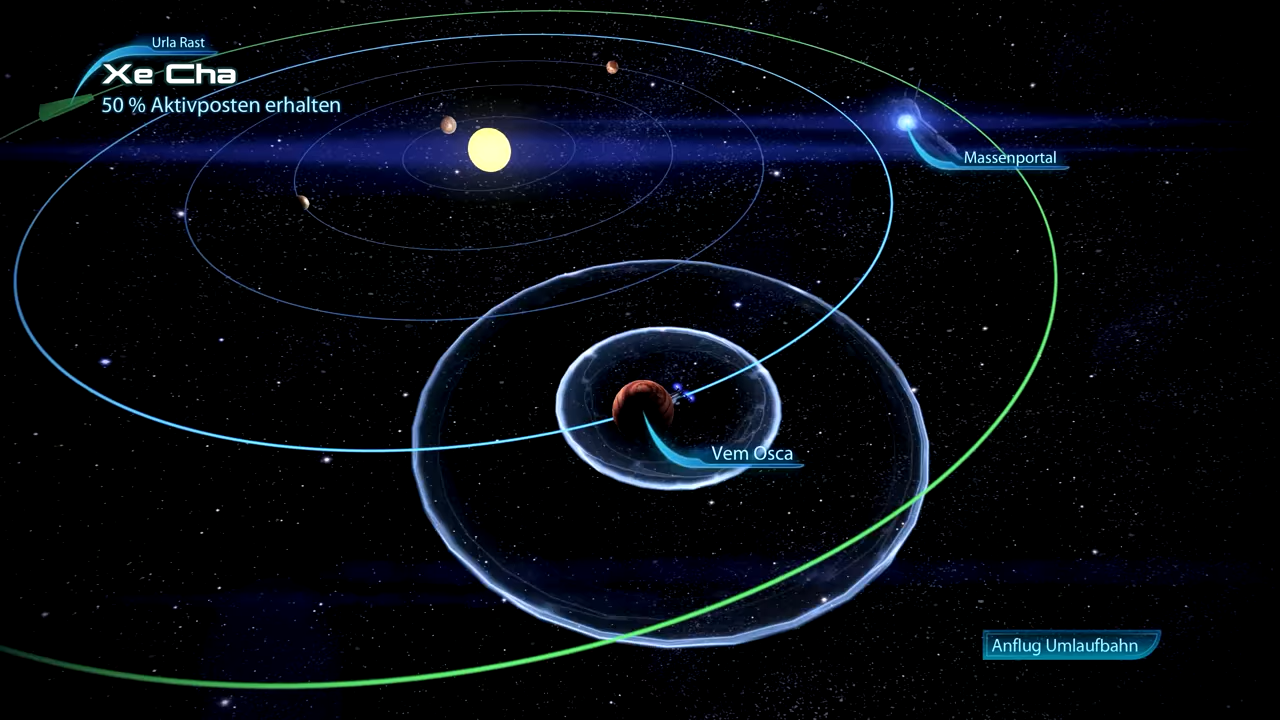 Urla Rast
Xe Cha
50 % Aktivposten erhalten
Massenportal
Vem Osca
Anflug Umlaufbahn